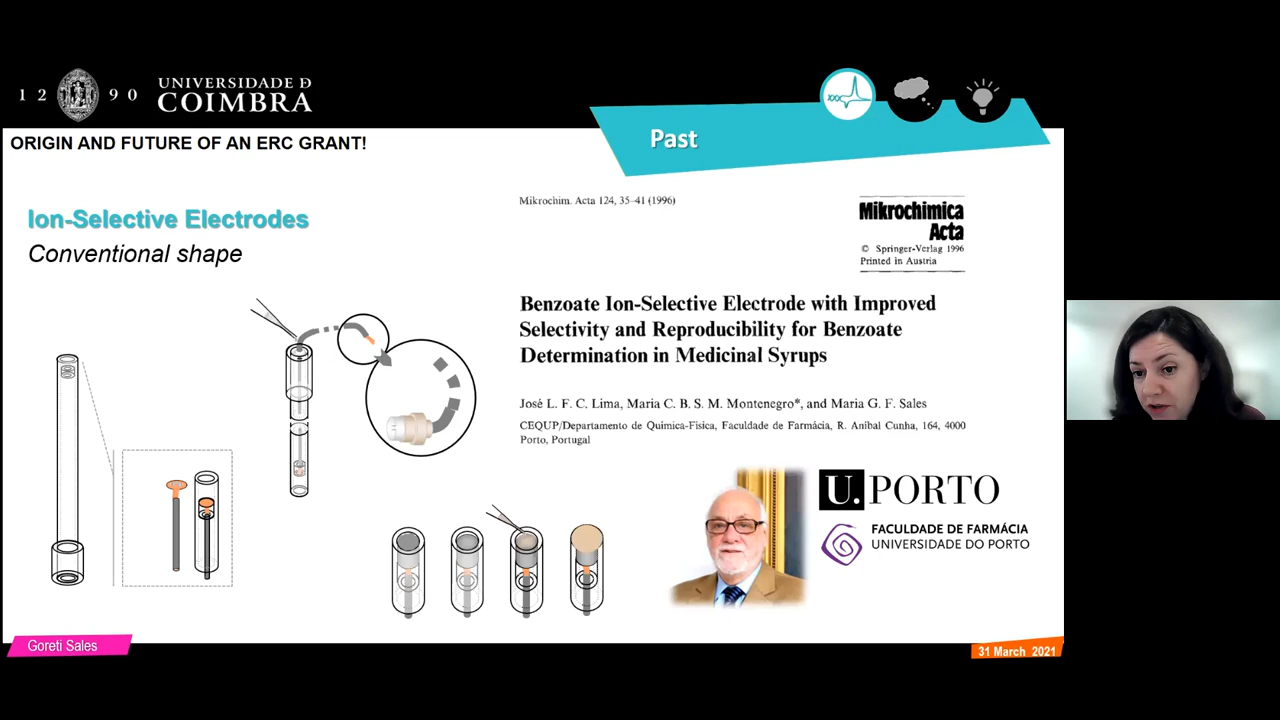 1 2 9 0
UNIVERSIDADE Ð
COIMBRA
ORIGIN AND FUTURE OF AN ERC GRANT!
Past
Ion-Selective Electrodes
Conventional shape
Mikrochim. Acta 124, 35–41 (1996)
Mikrochimica
Acta
© Springer-Verlag 1996
Printed in Austria
Benzoate Ion-Selective Electrode with Improved
Selectivity and Reproducibility for Benzoate
Determination in Medicinal Syrups
José L. F. C. Lima, Maria C. B. S. M. Montenegro*, and Maria G. F. Sales
CEQUP/Departamento de Química-Física, Faculdade de Farmácia, R. Aníbal Cunha, 164, 4000
Porto, Portugal
U. PORTO
FACULDADE DE FARMÁCIA
UNIVERSIDADE DO PORTO
Goreti Sales
31 March 2021